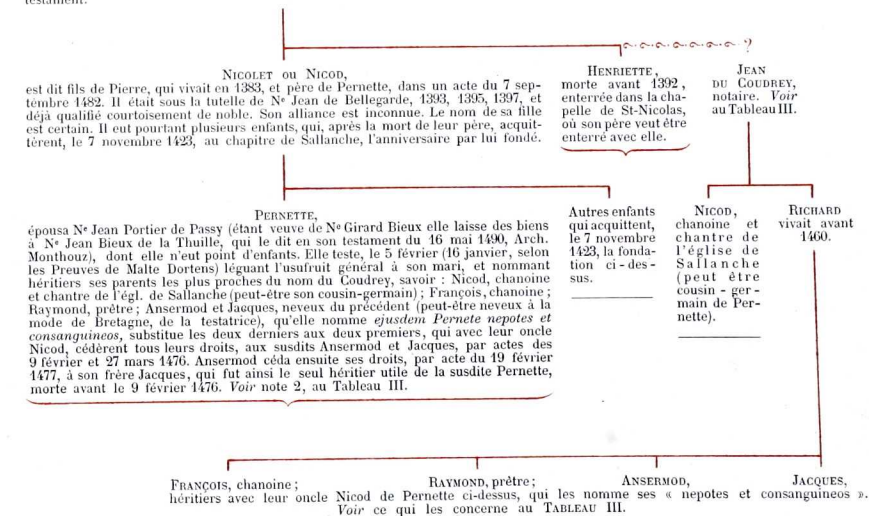 testament.
?
NICOLET OU NICOD,
est dit fils de Pierre, qui vivait en 1383, et père de Pernette, dans un acte du 7 sep-
tembre 1482. Il était sous la tutelle de Ne Jean de Bellegarde, 1393, 1395, 1397, et
déjà qualifié courtoisement de noble. Son alliance est inconnue. Le nom de sa fille
est certain. Il eut pourtant plusieurs enfants, qui, après la mort de leur père, acquit-
tèrent, le 7 novembre 1423, au chapitre de Sallanche, l'anniversaire par lui fondé.
HENRIETTE,
morte avant 1392,
enterrée dans la cha-
pelle de St-Nicolas,
où son père veut être
enterré avec elle.
JEAN
DU COUDREY,
notaire. Voir
au Tableau III.
PERNETTE,
épousa Ne Jean Portier de Passy (étant veuve de Ne Girard Bieux elle laisse des biens
à Ne Jean Bieux de la Thuille, qui le dit en son testament du 16 mai 1490, Arch.
Monthouz), dont elle n'eut point d'enfants. Elle teste, le 5 février (16 janvier, selon
les Preuves de Malte Dortens) léguant l'usufruit général à son mari, et nommant
héritiers ses parents les plus proches du nom du Coudrey, savoir : Nicod, chanoine
et chantre de l'égl. de Sallanche (peut-être son cousin-germain) ; François, chanoine ;
Raymond, prêtre ; Ansermod et Jacques, neveux du précédent (peut-être neveux à la
mode de Bretagne, de la testatrice), qu'elle nomme ejusdem Pernete nepotes et
consanguineos, substitue les deux derniers aux deux premiers, qui avec leur oncle
Nicod, cédèrent tous leurs droits, aux susdits Ansermod et Jacques, par actes des
9 février et 27 mars 1476. Ansermod céda ensuite ses droits, par acte du 19 février
1477, à son frère Jacques, qui fut ainsi le seul héritier utile de la susdite Pernette,
morte avant le 9 février 1476. Voir note 2, au Tableau III.
Autres enfants
qui acquittent,
le 7 novembre
1423, la fonda-
tion ci-des-
sus.
NICOD,
chanoine et
chantre de
l'église de
Sallanche
(peut être
cousin-ger-
main de Per-
nette).
RICHARD
vivait avant
1460.
FRANÇOIS, chanoine ; RAYMOND, prêtre ; ANSERMOD, JACQUES,
héritiers avec leur oncle Nicod de Pernette ci-dessus, qui les nomme ses « nepotes et consanguineos ».
Voir ce qui les concerne au TABLEAU III.